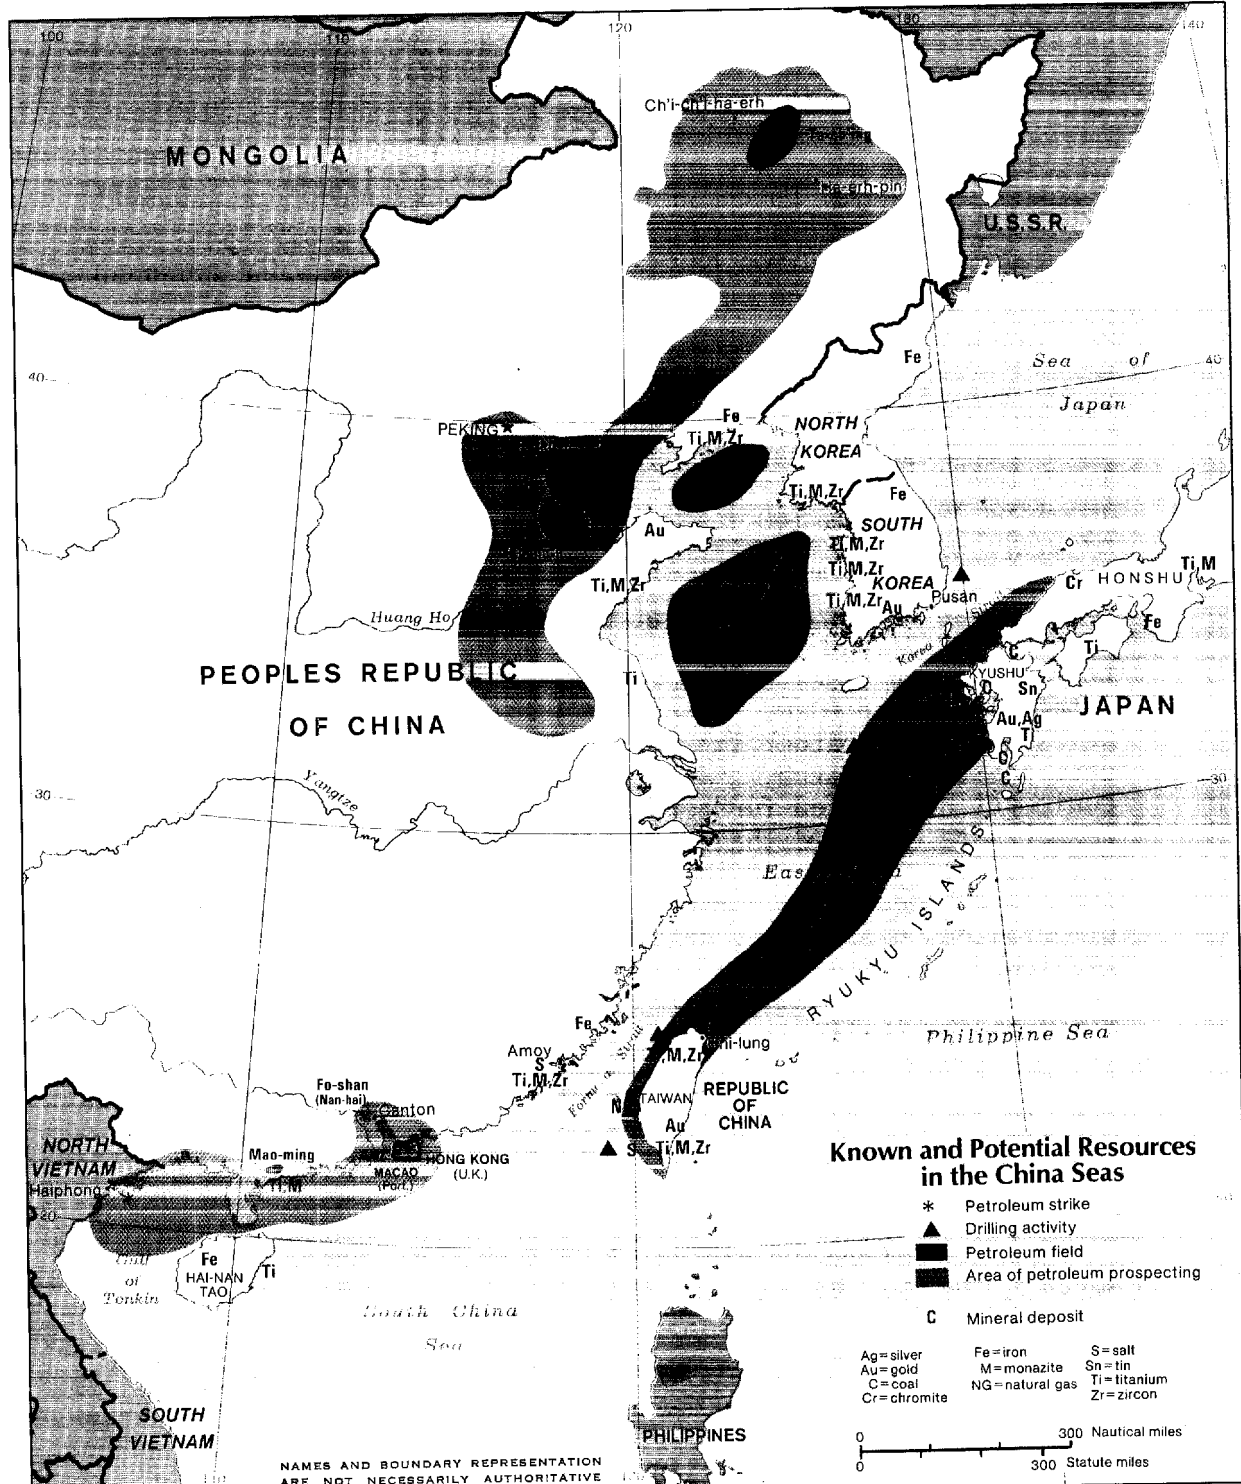 100
110
120
130
140
Ch'i-ch'i-ha-erh
MONGOLIA
Ha-erh-pin
U.S.S.R.
Fe
Sea of
Japan
40
40
PEKING
Fe
Ti,M,Zr
NORTH
KOREA
Ti,M,Zr
Fe
Au
SOUTH
KOREA
Ti,M,Zr
Ti,M,Zr
Ti,M,Zr
Ti,M,Zr
Au
Pusan
Cr
HONSHU
Ti,M
Fe
Huang Ho
Korea
Strait
C
Ti
PEOPLES REPUBLIC
OF CHINA
Ti
KYUSHU
C
Sn
Au,Ag
Ti
C
C
JAPAN
30
30
Yangtze
East
RYUKYU ISLANDS
Philippine Sea
Fe
Amoy
S
Ti,M,Zr
Formosa Strait
Chi-lung
Ti,M,Zr
TAIWAN
REPUBLIC
OF
CHINA
Au
S
Ti,M,Zr
Fo-shan
(Nan-hai)
Canton
HONG KONG
(U.K.)
MACAO
(Port.)
Mao-ming
Ti,M
NORTH
VIETNAM
Haiphong
20
Gulf
of
Tonkin
Fe
HAI-NAN
TAO
Ti
South China
Sea
SOUTH
VIETNAM
PHILIPPINES
Known and Potential Resources
in the China Seas
Petroleum strike
Drilling activity
Petroleum field
Area of petroleum prospecting
C Mineral deposit
Ag=silver
Au=gold
C=coal
Cr=chromite
Fe=iron
M=monazite
NG=natural gas
S=salt
Sn=tin
Ti=titanium
Zr=zircon
0 300 Nautical miles
0 300 Statute miles
110
NAMES AND BOUNDARY REPRESENTATION
ARE NOT NECESSARILY AUTHORITATIVE